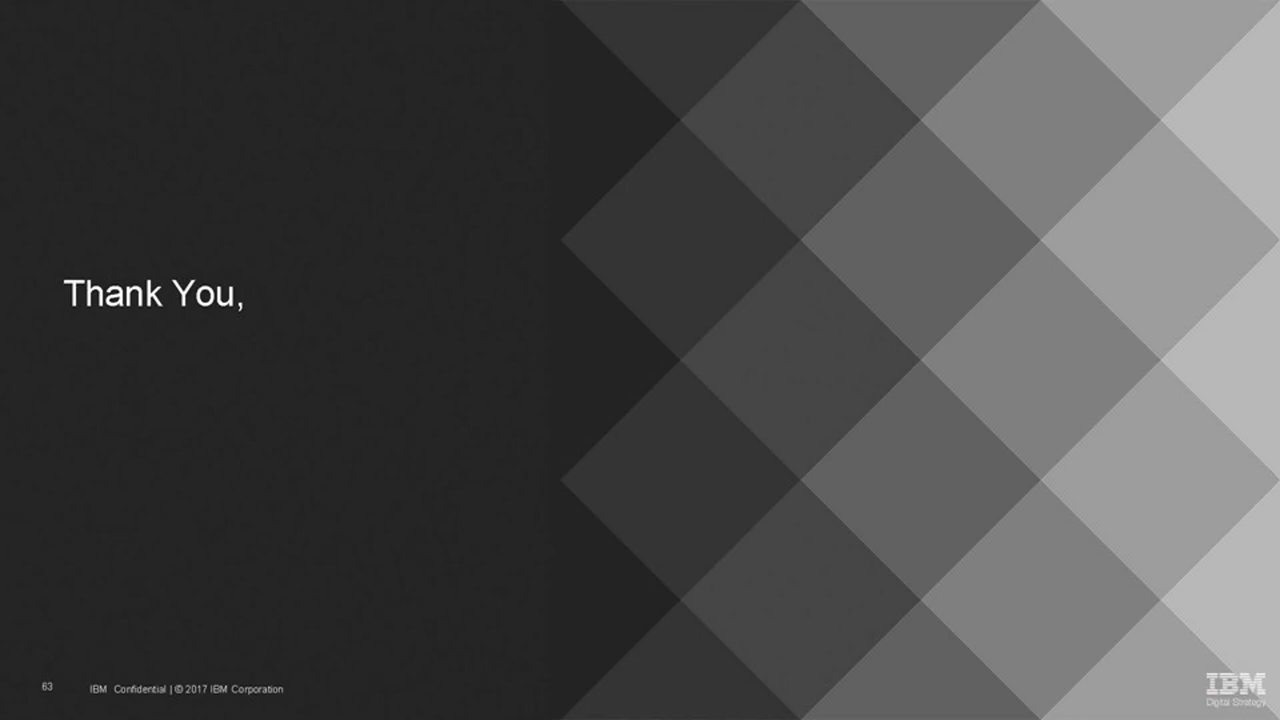 Thank You,
63 IBM Confidential | © 2017 IBM Corporation
IBM
Digital Strategy